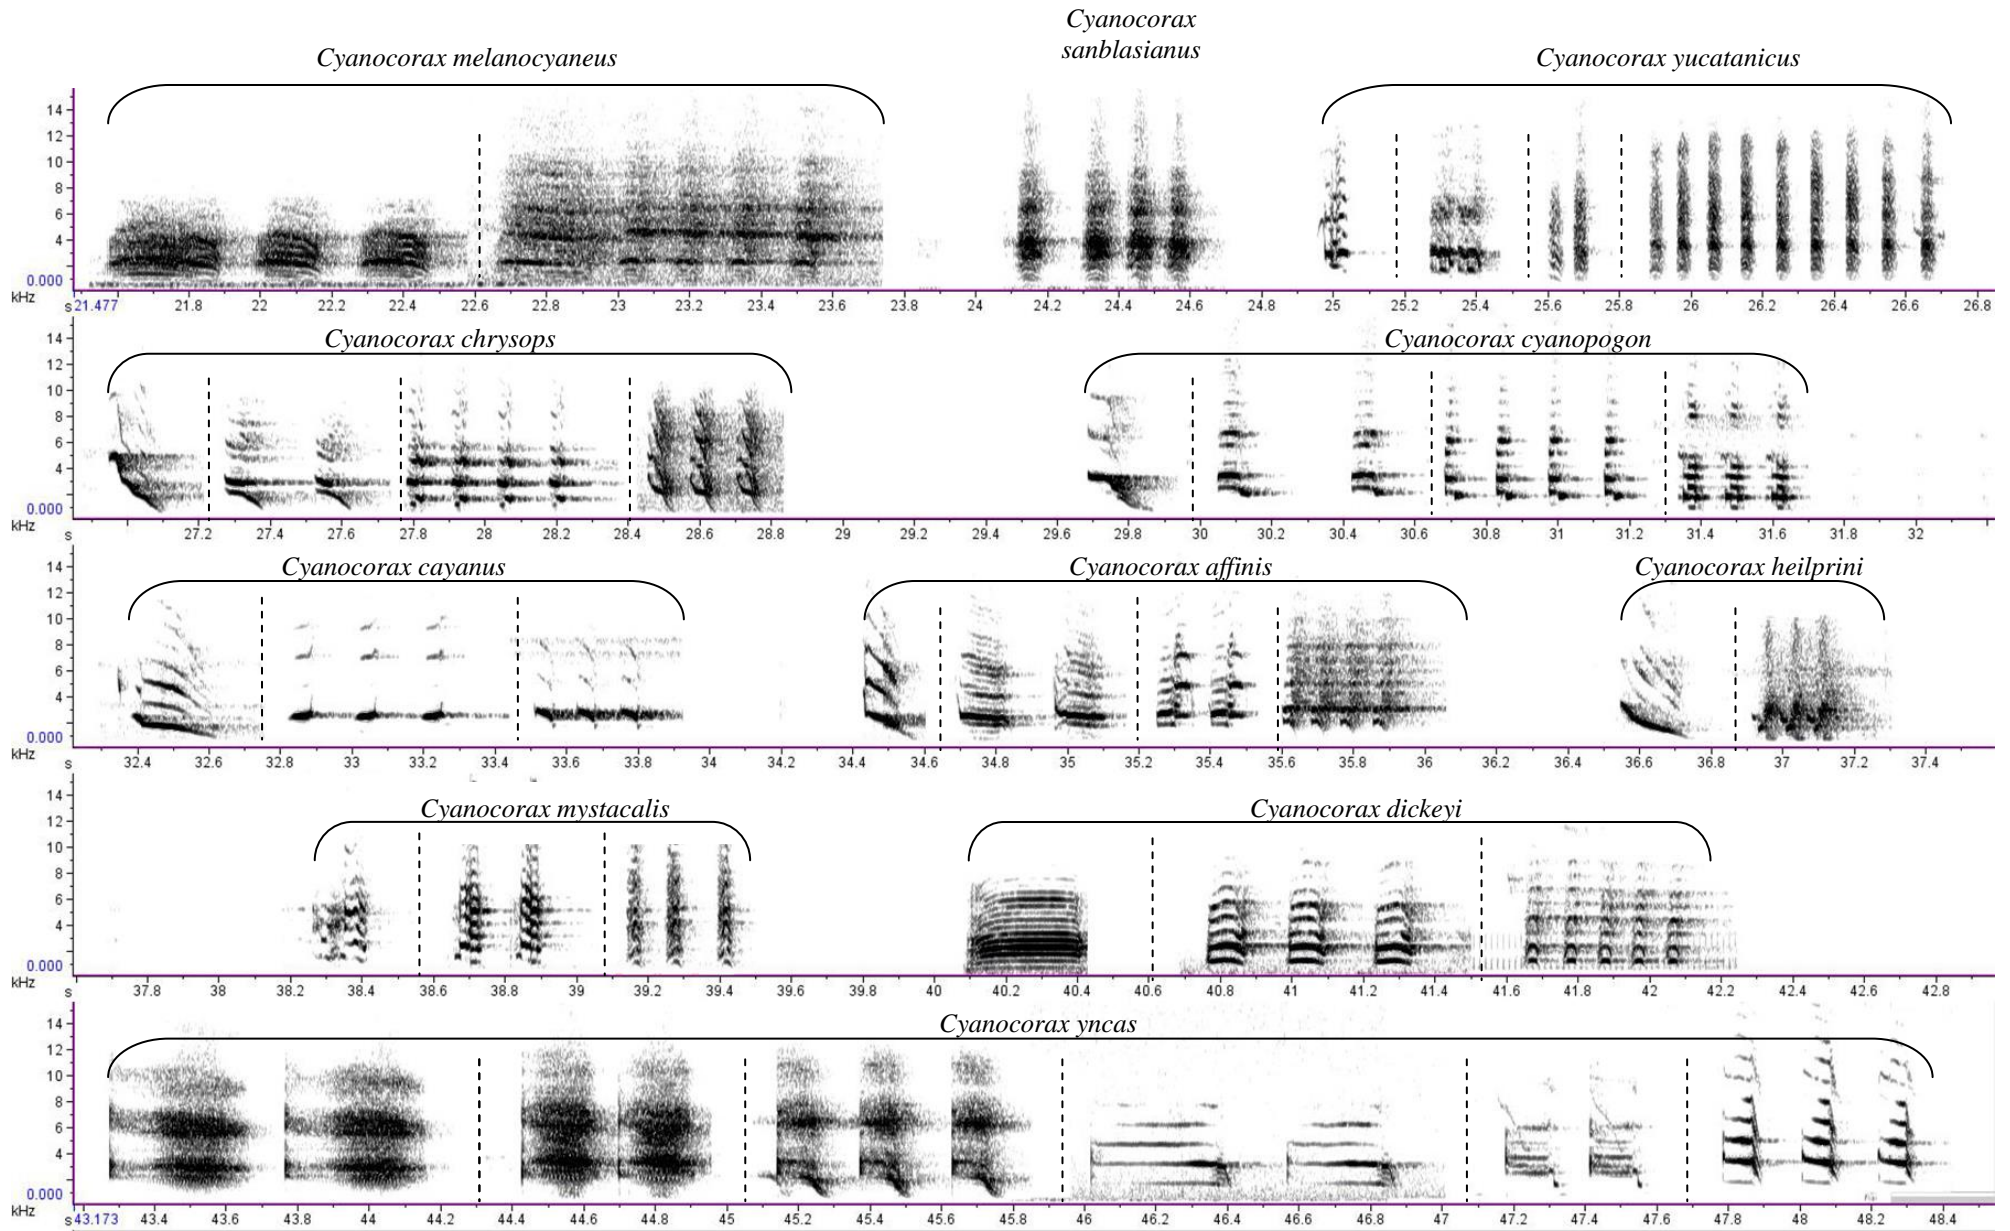 Cyanocorax
sanblasianus
Cyanocorax melanocyaneus
Cyanocorax yucatanicus
14
12
10
8
6
4
0.000
kHz
s 21.477 21.8 22 22.2 22.4 22.6 22.8 23 23.2 23.4 23.6 23.8 24 24.2 24.4 24.6 24.8 25 25.2 25.4 25.6 25.8 26 26.2 26.4 26.6 26.8
Cyanocorax chrysops
Cyanocorax cyanopogon
14
12
10
8
6
4
0.000
kHz
s 27.2 27.4 27.6 27.8 28 28.2 28.4 28.6 28.8 29 29.2 29.4 29.6 29.8 30 30.2 30.4 30.6 30.8 31 31.2 31.4 31.6 31.8 32
Cyanocorax cayanus
Cyanocorax affinis
Cyanocorax heilprini
14
12
10
8
6
4
0.000
kHz
s 32.4 32.6 32.8 33 33.2 33.4 33.6 33.8 34 34.2 34.4 34.6 34.8 35 35.2 35.4 35.6 35.8 36 36.2 36.4 36.6 36.8 37 37.2 37.4
Cyanocorax mystacalis
Cyanocorax dickeyi
14
12
10
8
6
4
0.000
kHz
s 37.8 38 38.2 38.4 38.6 38.8 38.9 39.2 39.4 39.6 39.8 40 40.2 40.4 40.6 40.8 41 41.2 41.4 41.6 41.8 42 42.2 42.4 42.6 42.8
Cyanocorax yncas
14
12
10
8
6
4
0.000
kHz
s 43.173 43.4 43.6 43.8 44 44.2 44.4 44.6 44.8 45 45.2 45.4 45.6 45.8 46 46.2 46.4 46.6 46.8 47 47.2 47.4 47.6 47.8 48 48.2 48.4